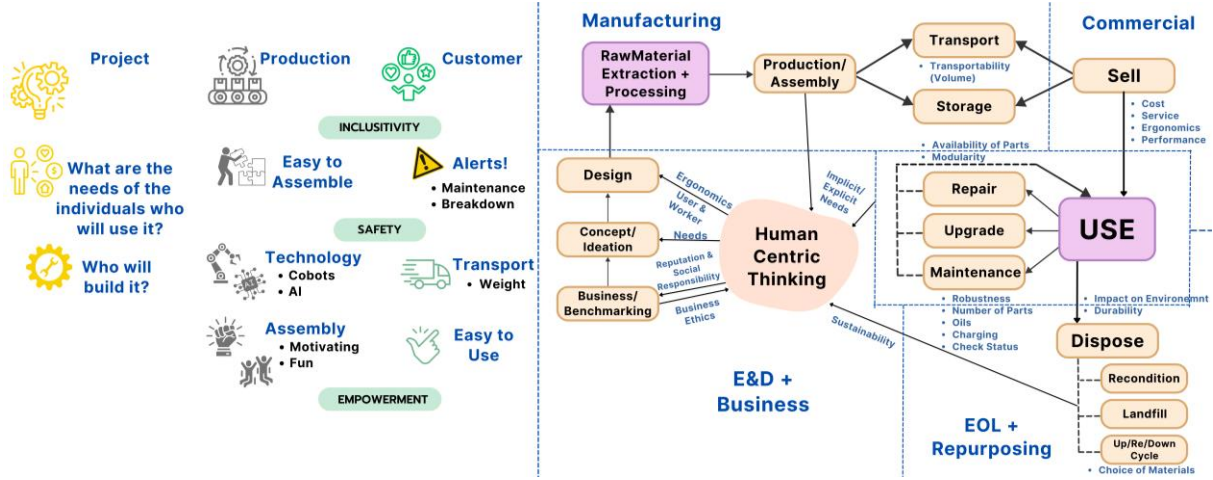 Project
Production
Customer
INCLUSITIVITY
What are the
needs of the
individuals who
will use it?
Easy to
Assemble
Alerts!
• Maintenance
• Breakdown
SAFETY
Who will
build it?
Technology
• Cobots
• AI
Transport
• Weight
Assembly
• Motivating
• Fun
Easy to
Use
EMPOWERMENT
Manufacturing
Commercial
RawMaterial
Extraction +
Processing
Production/
Assembly
Transport
• Transportability
(Volume)
Storage
Sell
• Cost
• Service
• Ergonomics
• Performance
• Availability of Parts
• Modularity
Design
Concept/
Ideation
Business/
Benchmarking
Ergonomics
User &
Worker
Needs
Reputation &
Social
Responsibility
Business
Ethics
Human
Centric
Thinking
Implicit/
Explicit
Needs
Repair
Upgrade
Maintenance
USE
• Robustness
• Number of Parts
• Oils
• Charging
• Check Status
• Impact on Environemnt
• Durability
Sustainability
Dispose
Recondition
Landfill
Up/Re/Down
Cycle
• Choice of Materials
E&D +
Business
EOL +
Repurposing